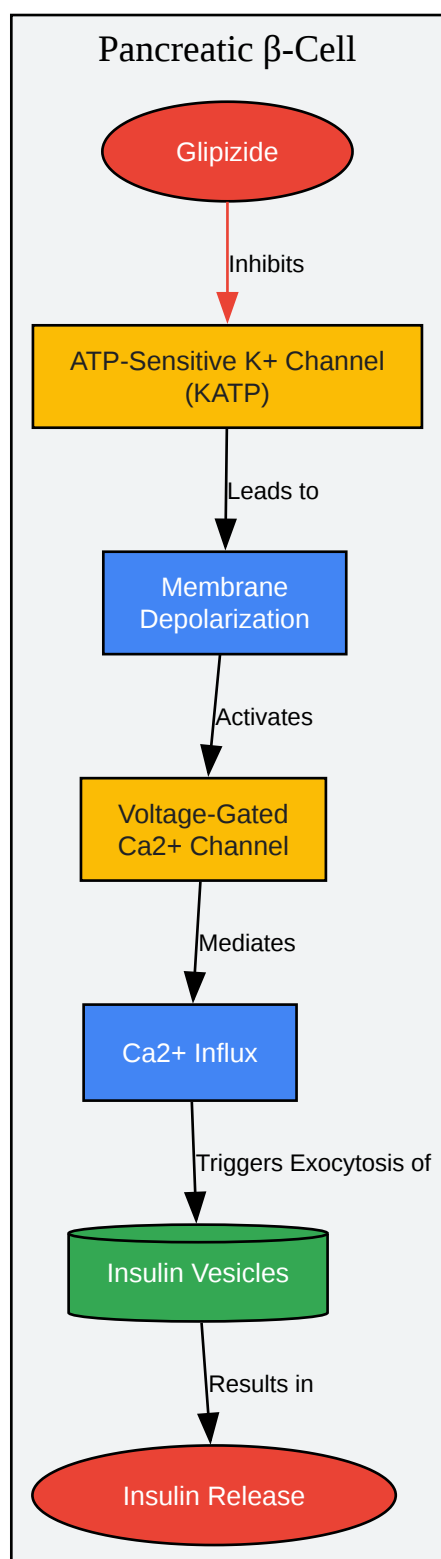 Pancreatic β-Cell
Glipizide
Inhibits
ATP-Sensitive K+ Channel
(KATP)
Leads to
Membrane
Depolarization
Activates
Voltage-Gated
Ca2+ Channel
Mediates
Ca2+ Influx
Triggers Exocytosis of
Insulin Vesicles
Results in
Insulin Release